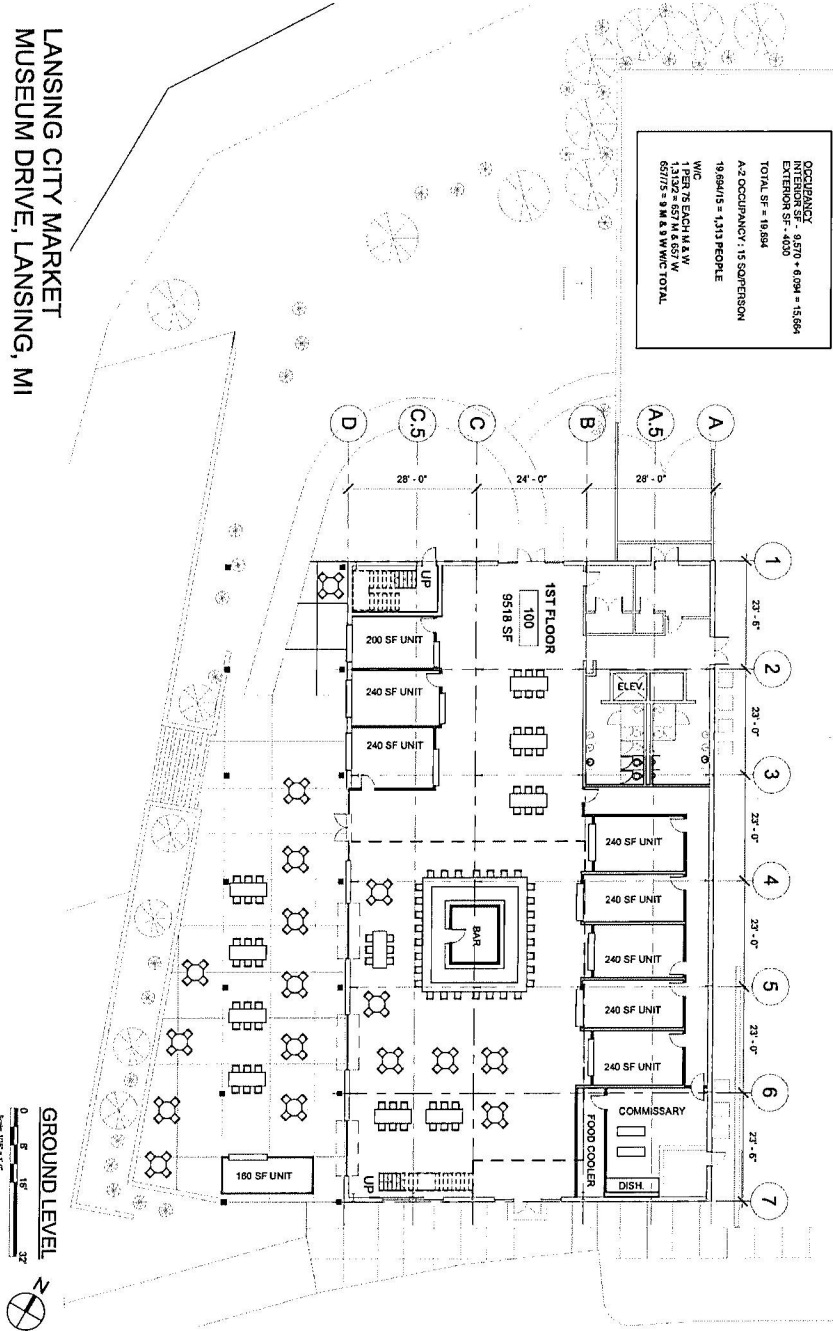 OCCUPANCY
INTERIOR SF - 9,570 + 6,094 = 15,664
EXTERIOR SF - 4030
TOTAL SF = 19,694
A-2 OCCUPANCY: 15 SQ/PERSON
19,694/15 = 1,313 PEOPLE
W/C
1 PER 75 EACH M & W
1,313/2 = 657 M & 657 W
657/75 = 9 M & 9 W W/C TOTAL
A
A.5
B
C
C.5
D
28' - 0"
24' - 0"
28' - 0"
1
2
3
4
5
6
7
23' - 6"
23' - 0"
23' - 0"
23' - 0"
23' - 0"
23' - 6"
1ST FLOOR
100
9518 SF
UP
ELEV.
200 SF UNIT
240 SF UNIT
240 SF UNIT
240 SF UNIT
240 SF UNIT
240 SF UNIT
240 SF UNIT
240 SF UNIT
BAR
COMMISSARY
FOOD COOLER
DISH.
UP
160 SF UNIT
LANSING CITY MARKET
MUSEUM DRIVE, LANSING, MI
GROUND LEVEL
0 8' 16' 32'
N